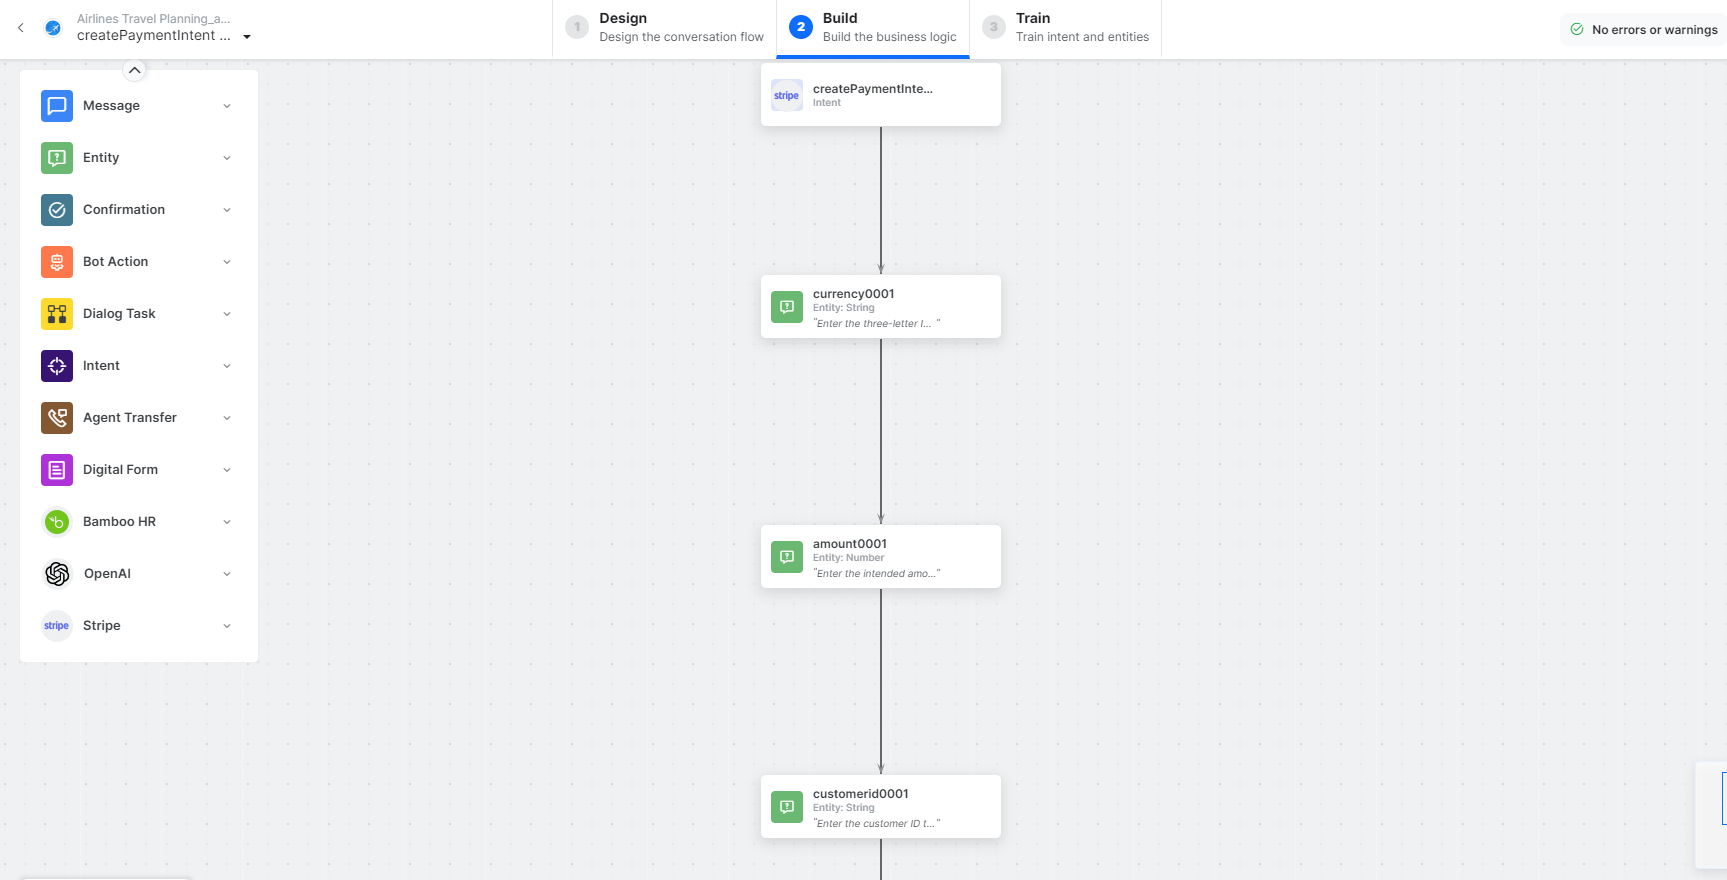 Airlines Travel Planning_a...
createPaymentIntent ...
1
Design
Design the conversation flow
2
Build
Build the business logic
3
Train
Train intent and entities
No errors or warnings
Message
Entity
Confirmation
Bot Action
Dialog Task
Intent
Agent Transfer
Digital Form
Bamboo HR
OpenAI
stripe
Stripe
stripe
createPaymentInte...
Intent
currency0001
Entity: String
"Enter the three-letter I... "
amount0001
Entity: Number
"Enter the intended amo..."
customerid0001
Entity: String
"Enter the customer ID t..."